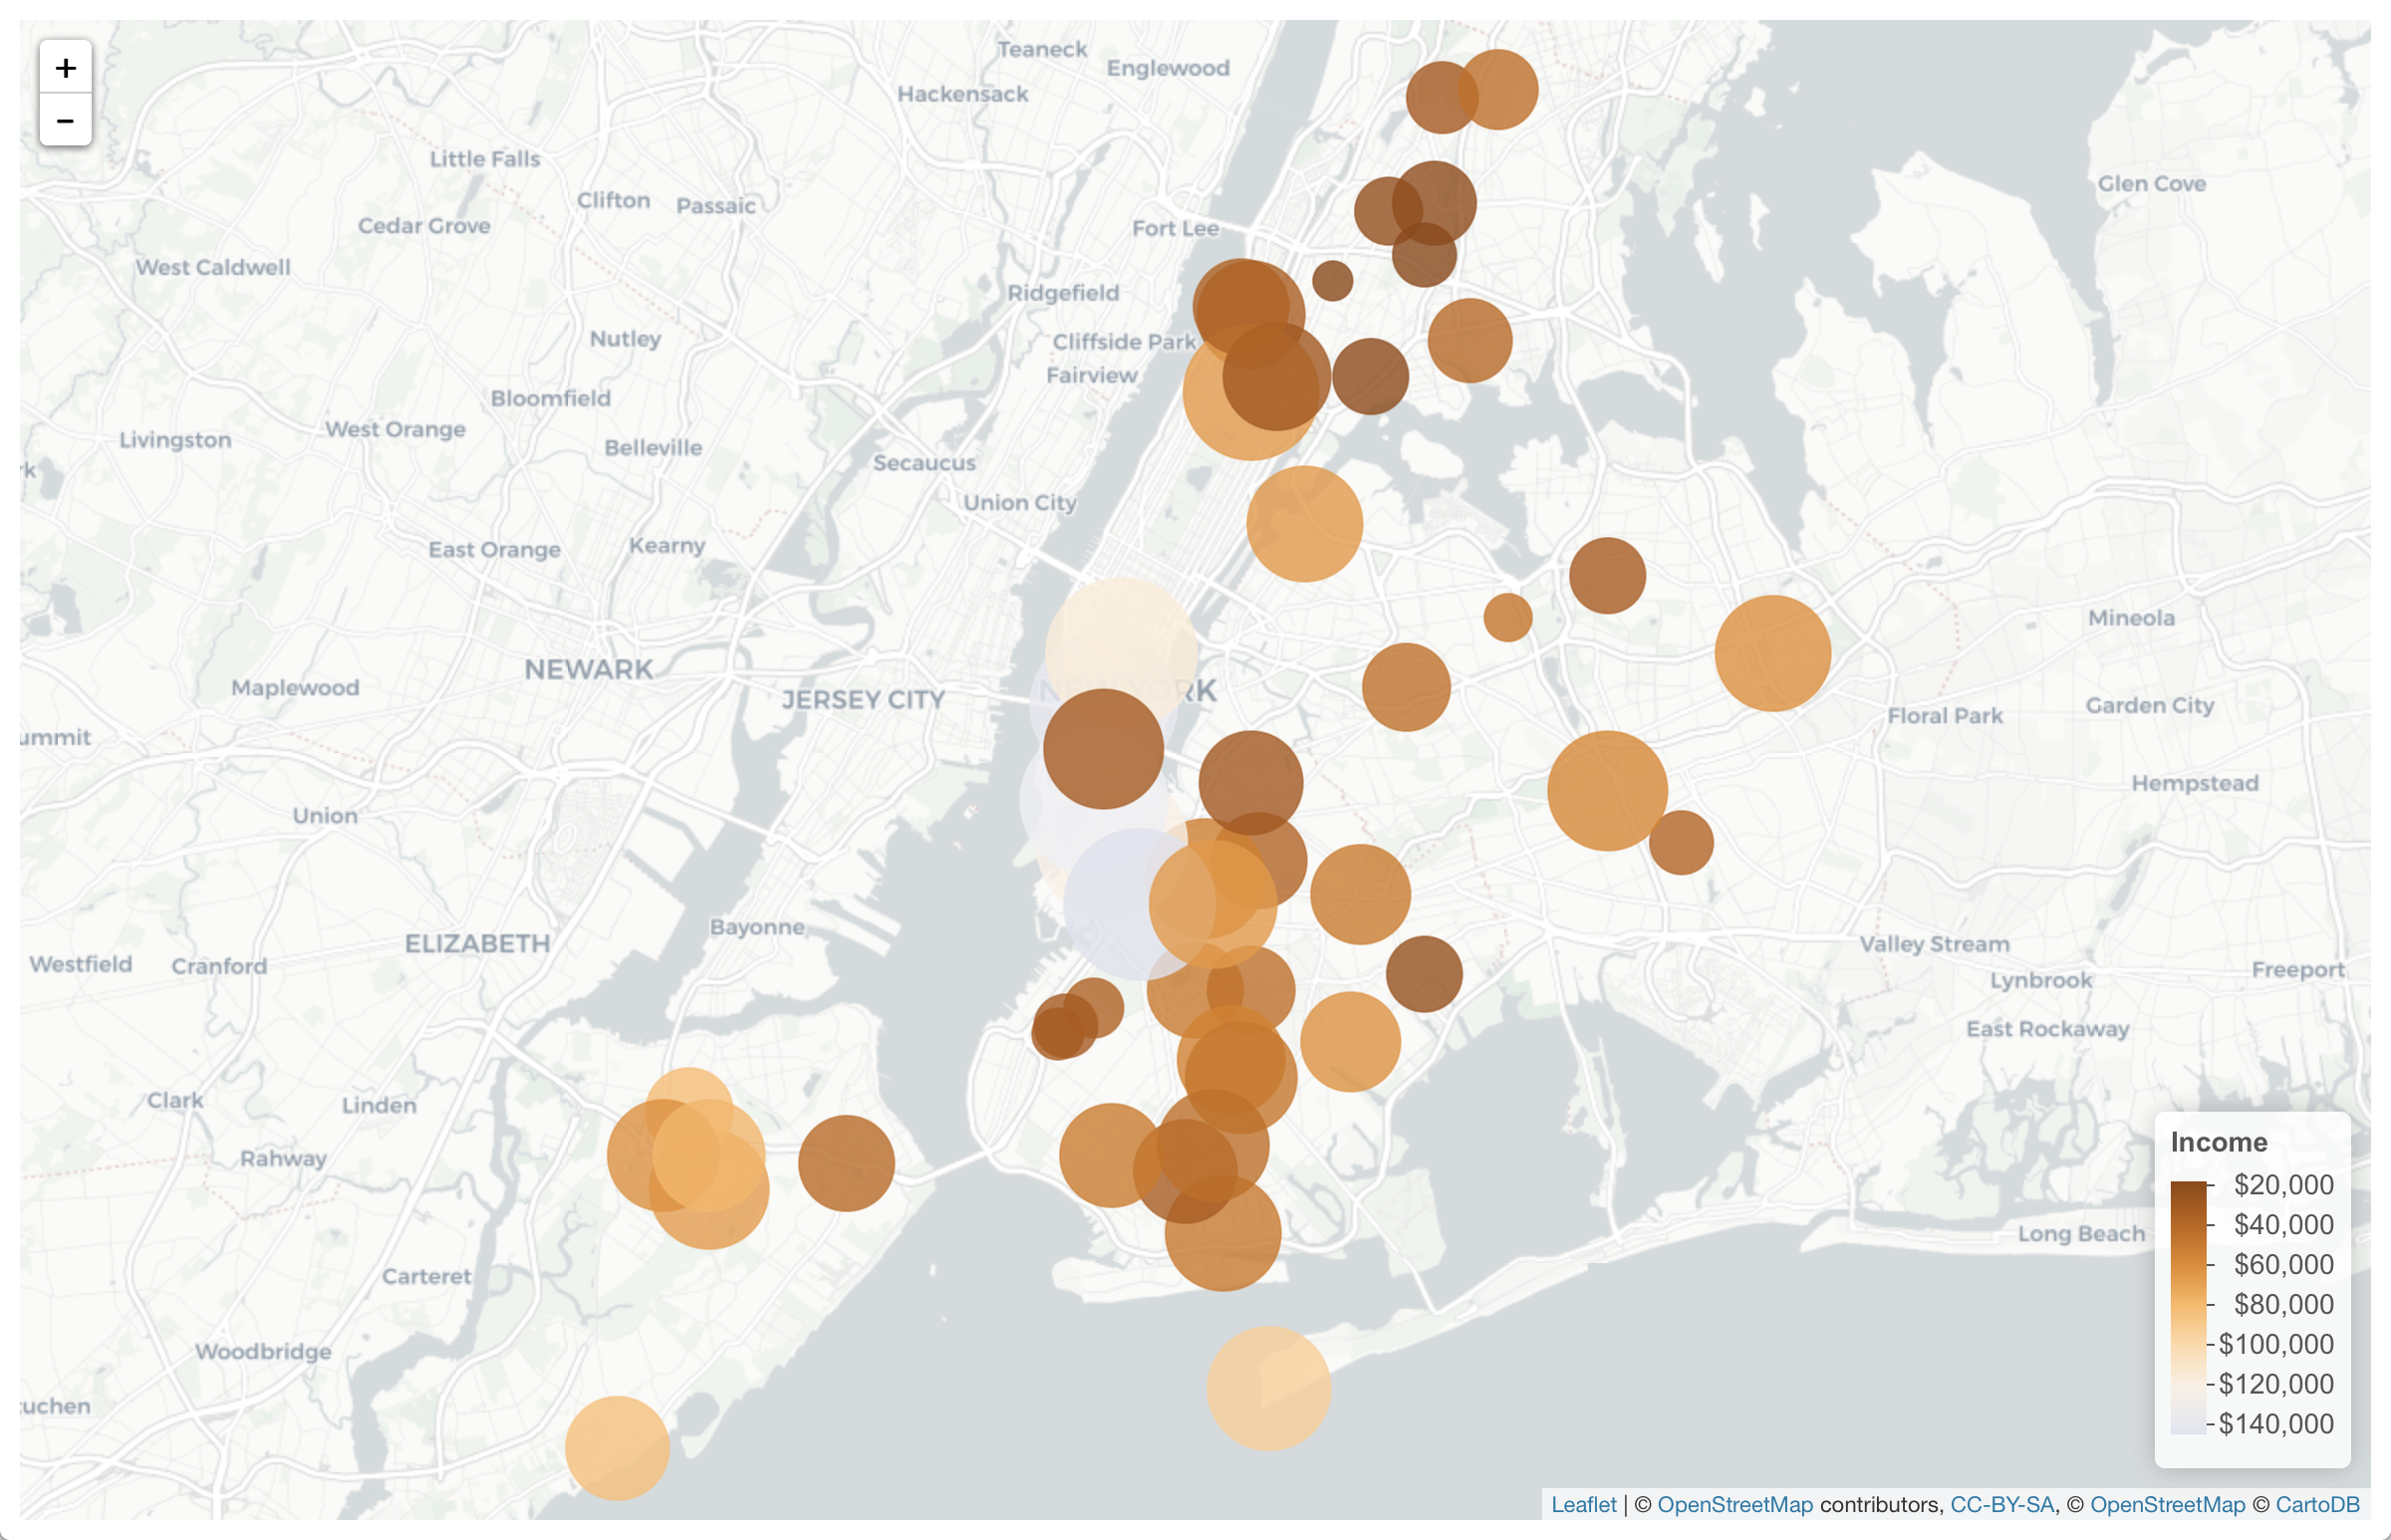 +
−
Teaneck
Englewood
Hackensack
Little Falls
Glen Cove
Clifton
Passaic
Cedar Grove
Fort Lee
West Caldwell
Ridgefield
Nutley
Cliffside Park
Fairview
Bloomfield
West Orange
Livingston
Belleville
Secaucus
rk
Union City
East Orange
Kearny
Mineola
NEWARK
Maplewood
NEW YORK
JERSEY CITY
Garden City
Floral Park
ummit
Hempstead
Union
Bayonne
ELIZABETH
Valley Stream
Westfield
Cranford
Freeport
Lynbrook
East Rockaway
Clark
Linden
Rahway
Long Beach
Carteret
Woodbridge
uchen
Income
$20,000
$40,000
$60,000
$80,000
$100,000
$120,000
$140,000
Leaflet | © OpenStreetMap contributors, CC-BY-SA, © OpenStreetMap © CartoDB